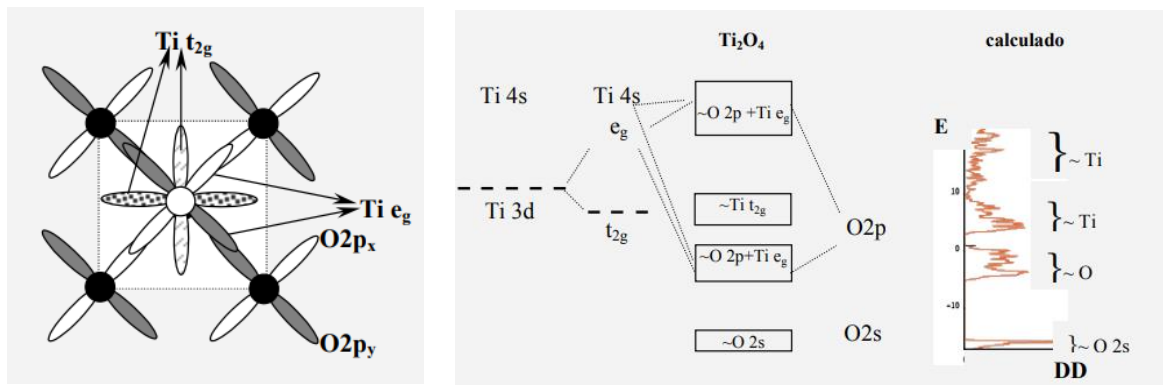 Ti t2g
Ti eg
O2px
O2py
Ti2O4
calculado
Ti 4s
Ti 4s
~O 2p +Ti eg
eg
E
}~ Ti
10
~Ti t2g
}~ Ti
Ti 3d
t2g
O2p
0
~O 2p+Ti eg
}~ O
+10
~O 2s
O2s
}~ O 2s
DD